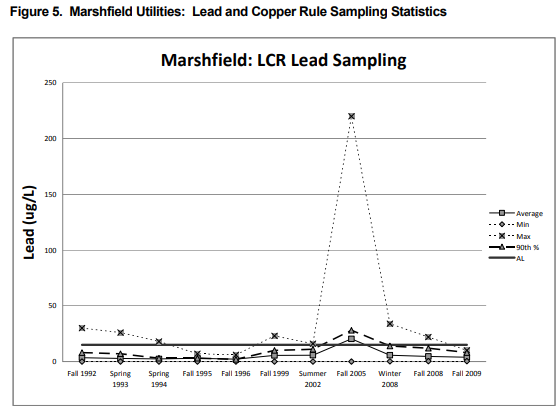 Figure 5. Marshfield Utilities: Lead and Copper Rule Sampling Statistics
Marshfield: LCR Lead Sampling
250
200
150
100
50
0
Lead (ug/L)
Fall 1992
Spring 1993
Spring 1994
Fall 1995
Fall 1996
Fall 1999
Summer 2002
Fall 2005
Winter 2008
Fall 2008
Fall 2009
Average
Min
Max
90th %
AL